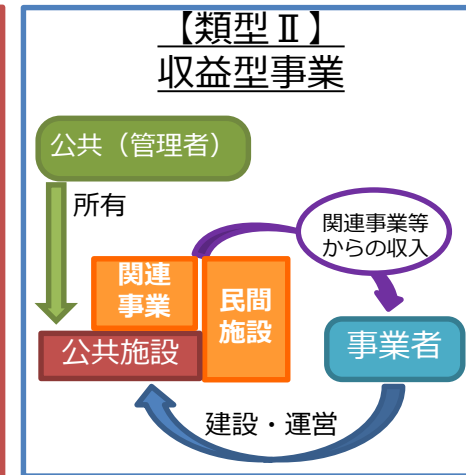 【類型Ⅱ】
収益型事業
公共（管理者）
所有
関連事業等
からの収入
関連
事業
民間
施設
公共施設
事業者
建設・運営